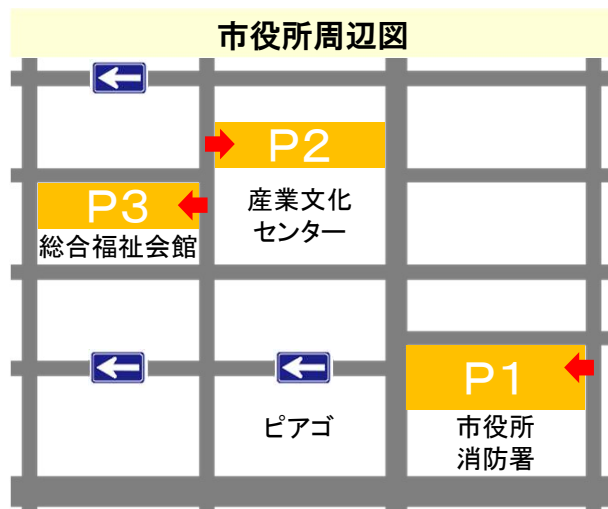 市役所周辺図
P2
産業文化
センター
P3
総合福祉会館
P1
市役所
消防署
ピアゴ